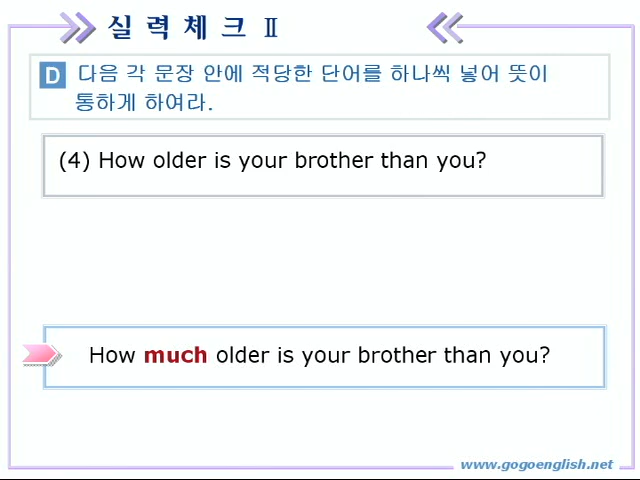 실 력 체 크 Ⅱ
D 다음 각 문장 안에 적당한 단어를 하나씩 넣어 뜻이
통하게 하여라.
(4) How older is your brother than you?
How much older is your brother than you?
www.gogoenglish.net